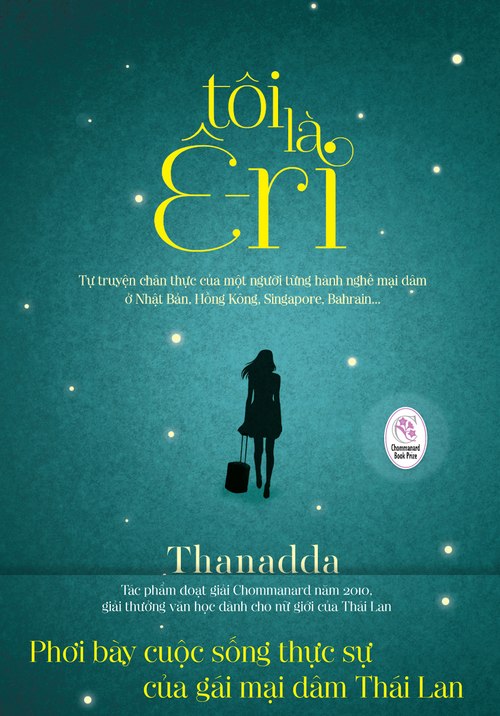 tôi
là
Ê-ri
Tự truyện chân thực của một người từng hành nghề mại dâm
ở Nhật Bản, Hồng Kông, Singapore, Bahrain...
Chommanard
Book Prize
Thanadda
Tác phẩm đoạt giải Chommanard năm 2010,
giải thưởng văn học dành cho nữ giới của Thái Lan
Phơi bày cuộc sống thực sự
của gái mại dâm Thái Lan